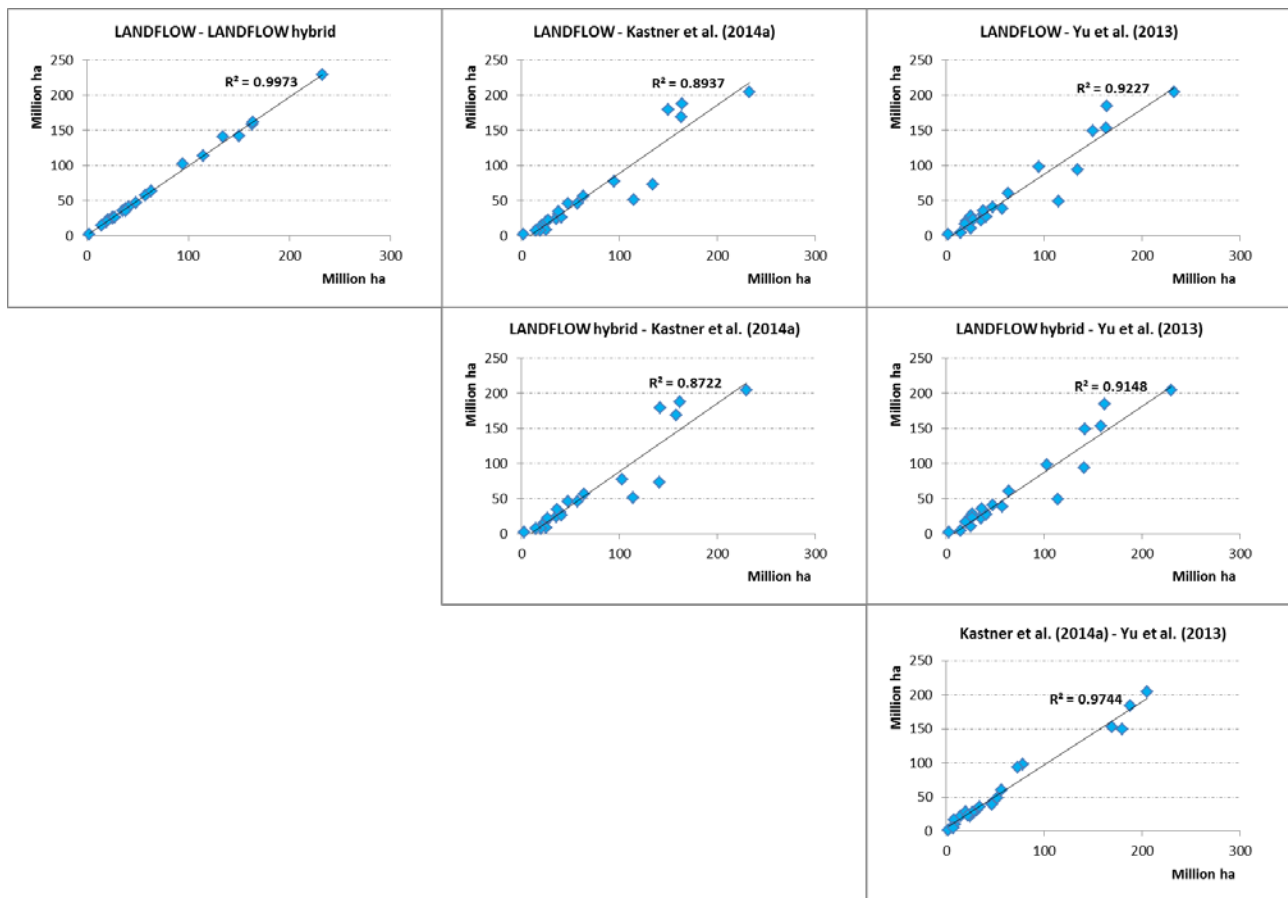 LANDFLOW - LANDFLOW hybrid
Million ha
250
200
150
100
50
0
R² = 0.9973
0 100 200 300
Million ha
LANDFLOW - Kastner et al. (2014a)
Million ha
250
200
150
100
50
0
R² = 0.8937
0 100 200 300
Million ha
LANDFLOW - Yu et al. (2013)
Million ha
250
200
150
100
50
0
R² = 0.9227
0 100 200 300
Million ha
LANDFLOW hybrid - Kastner et al. (2014a)
Million ha
250
200
150
100
50
0
R² = 0.8722
0 100 200 300
Million ha
LANDFLOW hybrid - Yu et al. (2013)
Million ha
250
200
150
100
50
0
R² = 0.9148
0 100 200 300
Million ha
Kastner et al. (2014a) - Yu et al. (2013)
Million ha
250
200
150
100
50
0
R² = 0.9744
0 100 200 300
Million ha